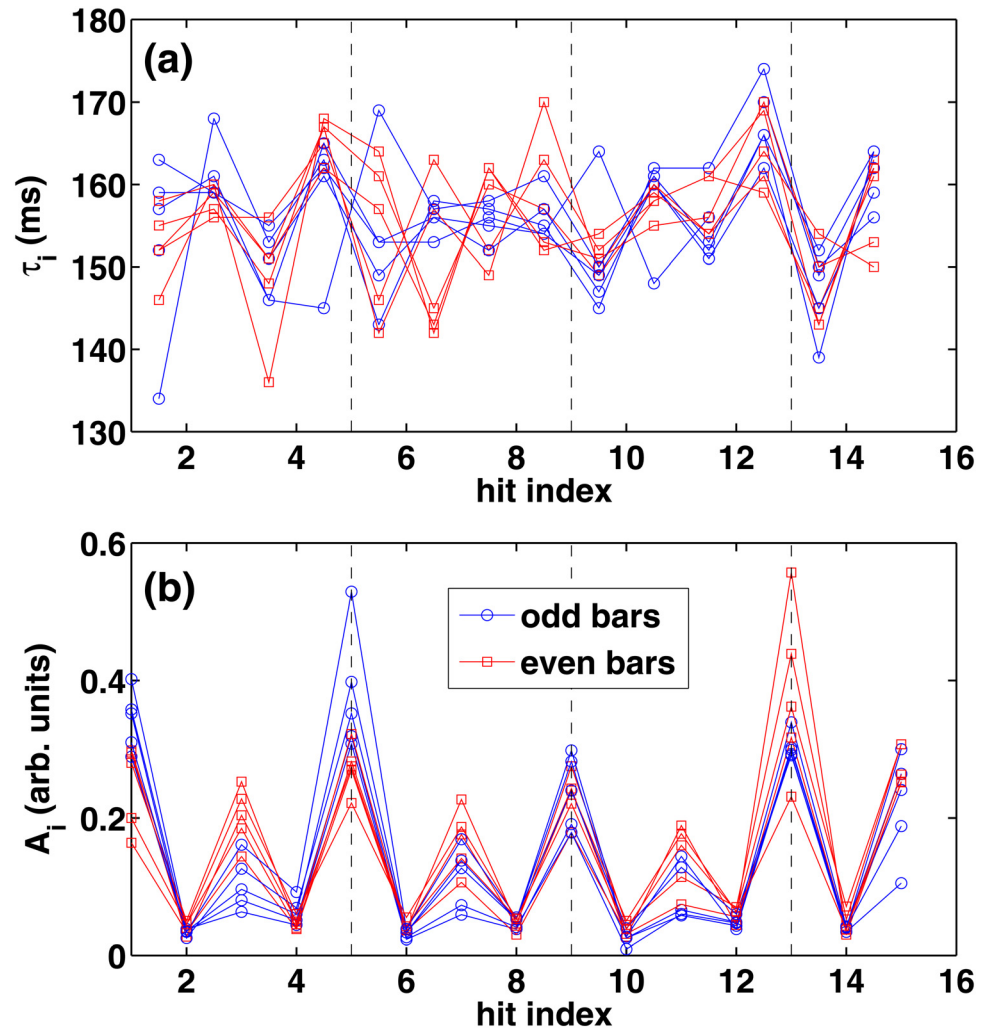 (a)
180
170
160
150
140
130
τi (ms)
2 4 6 8 10 12 14 16
hit index
(b)
0.6
0.4
0.2
0
Ai (arb. units)
odd bars
even bars
2 4 6 8 10 12 14 16
hit index